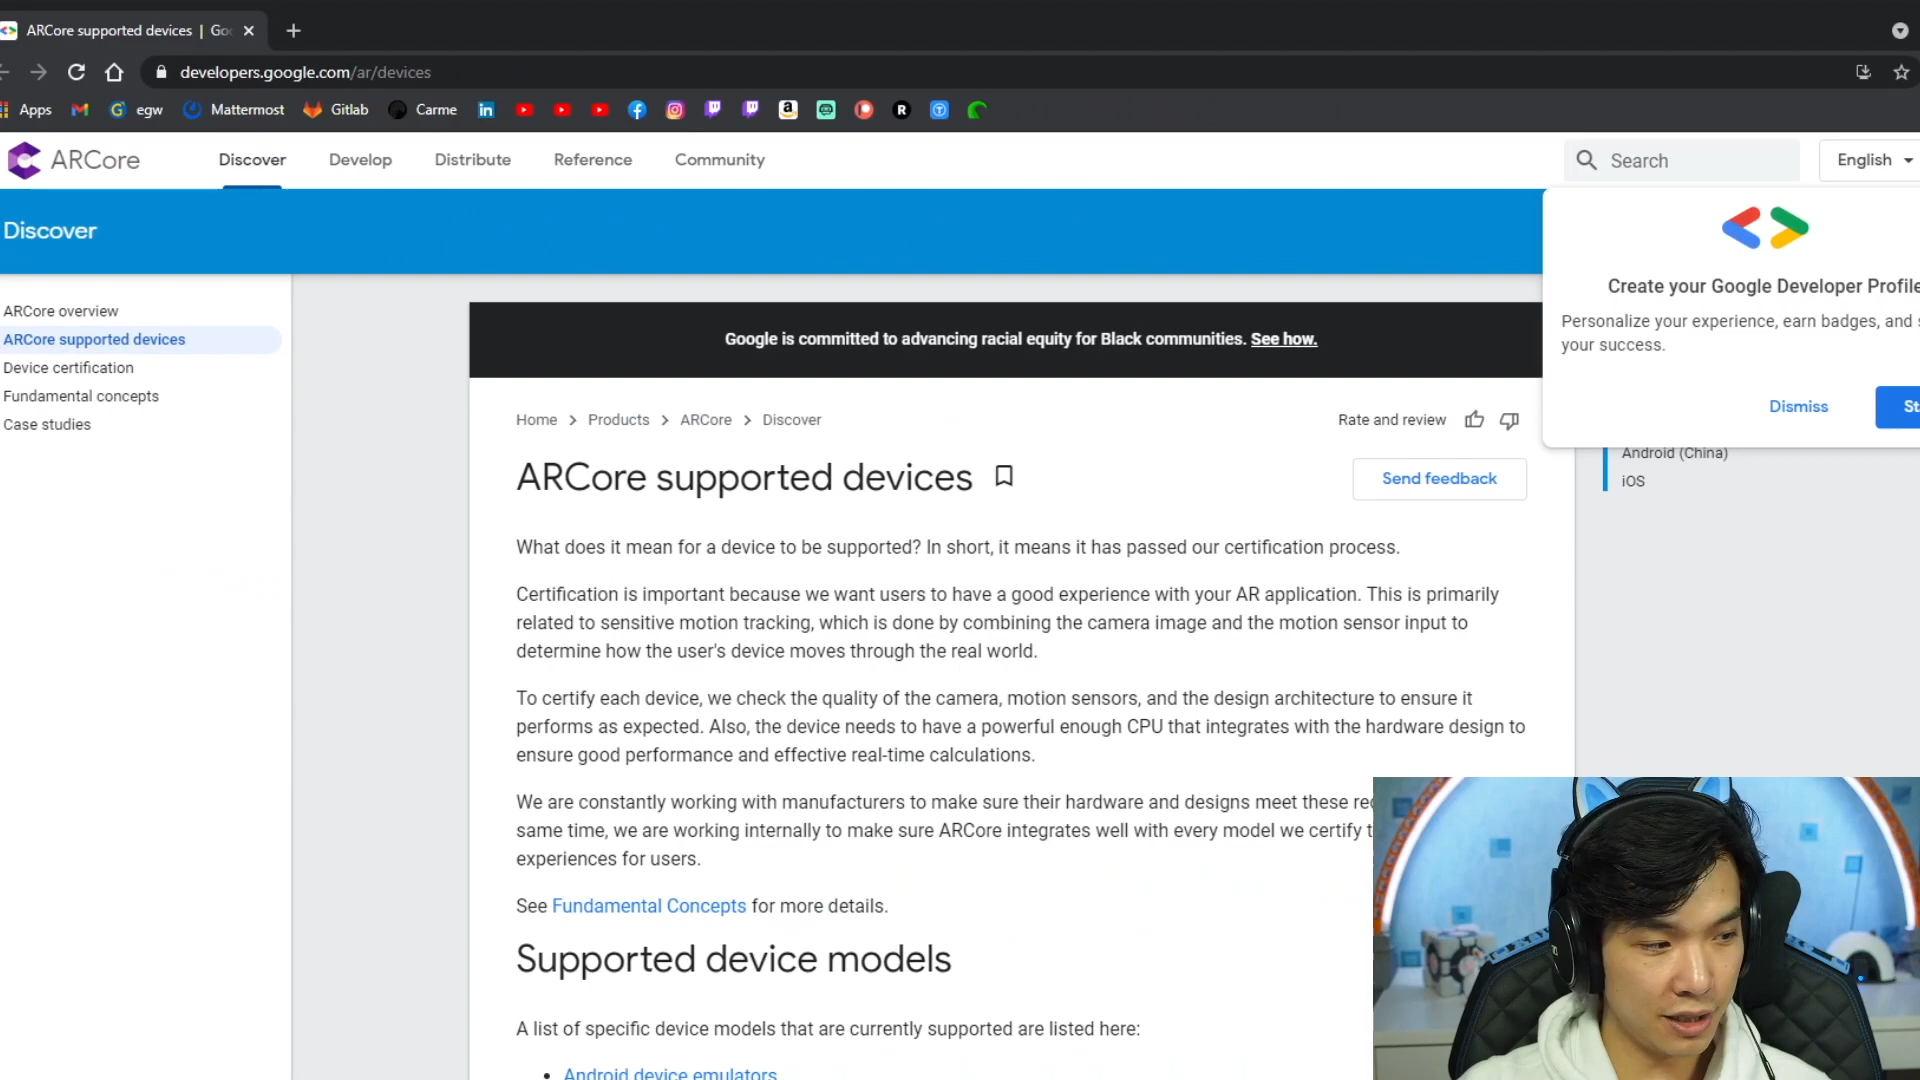 ARCore supported devices | Goo
developers.google.com/ar/devices
Apps egw Mattermost Gitlab Carme
ARCore Discover Develop Distribute Reference Community Search English
Discover
ARCore overview
ARCore supported devices
Device certification
Fundamental concepts
Case studies
Google is committed to advancing racial equity for Black communities. See how.
Create your Google Developer Profile
Personalize your experience, earn badges, and
your success.
Dismiss
Home > Products > ARCore > Discover
Rate and review
Android (China)
iOS
ARCore supported devices
Send feedback
What does it mean for a device to be supported? In short, it means it has passed our certification process.
Certification is important because we want users to have a good experience with your AR application. This is primarily
related to sensitive motion tracking, which is done by combining the camera image and the motion sensor input to
determine how the user's device moves through the real world.
To certify each device, we check the quality of the camera, motion sensors, and the design architecture to ensure it
performs as expected. Also, the device needs to have a powerful enough CPU that integrates with the hardware design to
ensure good performance and effective real-time calculations.
We are constantly working with manufacturers to make sure their hardware and designs meet these
same time, we are working internally to make sure ARCore integrates well with every model we certify
experiences for users.
See Fundamental Concepts for more details.
Supported device models
A list of specific device models that are currently supported are listed here:
• Android device emulators